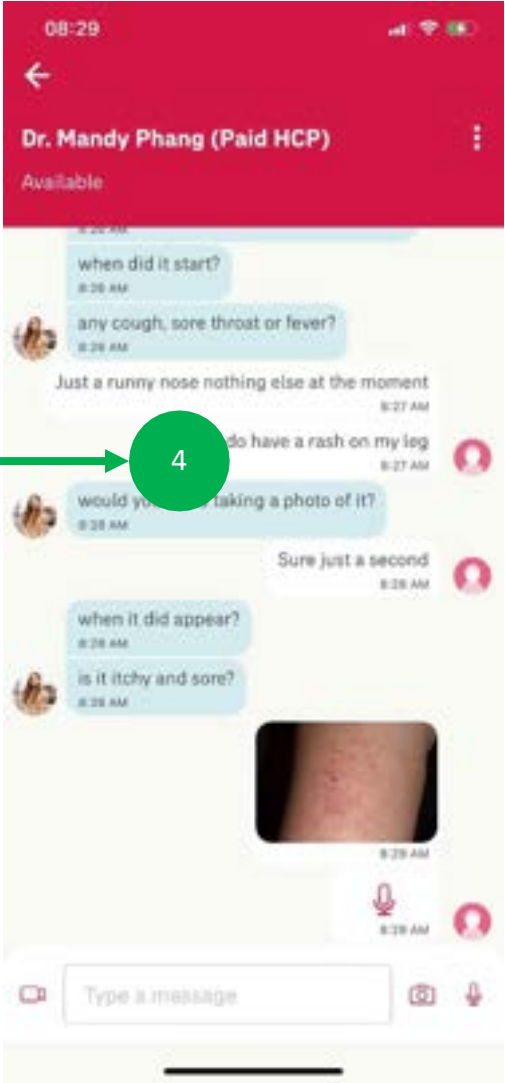 08:29
Dr. Mandy Phang (Paid HCP)
Available
when did it start?
8:26 AM
any cough, sore throat or fever?
8:26 AM
Just a runny nose nothing else at the moment
8:27 AM
do have a rash on my leg
8:27 AM
4
would taking a photo of it?
8:28 AM
Sure just a second
8:28 AM
when it did appear?
8:28 AM
is it itchy and sore?
8:28 AM
8:29 AM
8:29 AM
Type a message